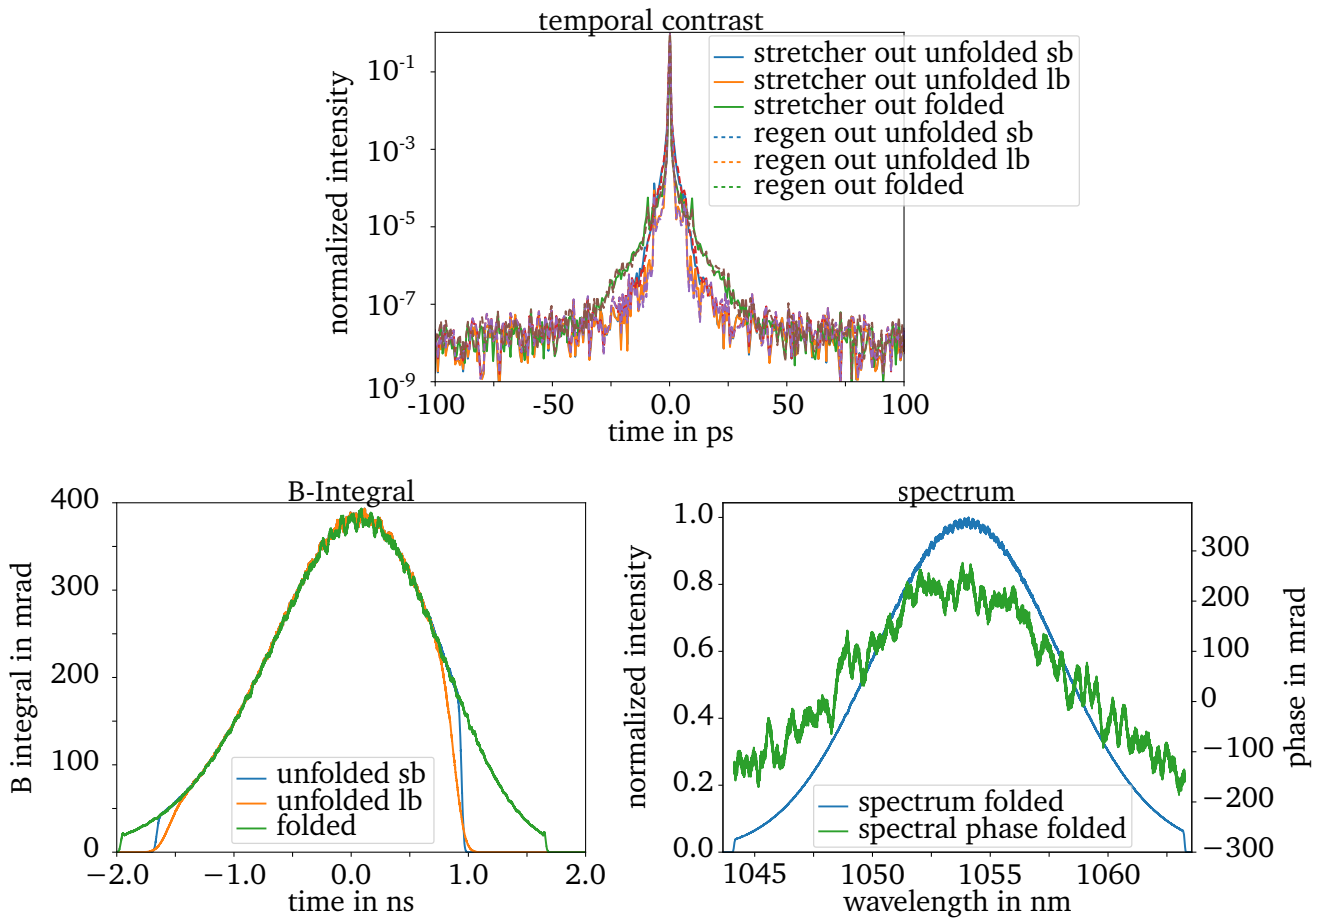 temporal contrast
normalized intensity
10-1
10-3
10-5
10-7
10-9
-100
-50
0.0
50
100
time in ps
stretcher out unfolded sb
stretcher out unfolded lb
stretcher out folded
regen out unfolded sb
regen out unfolded lb
regen out folded
B-Integral
B integral in mrad
400
300
200
100
0
−2.0
−1.0
0.0
1.0
2.0
time in ns
unfolded sb
unfolded lb
folded
spectrum
normalized intensity
1.0
0.8
0.6
0.4
0.2
0.0
1045
1050
1055
1060
wavelength in nm
300
200
100
0
−100
−200
−300
phase in mrad
spectrum folded
spectral phase folded